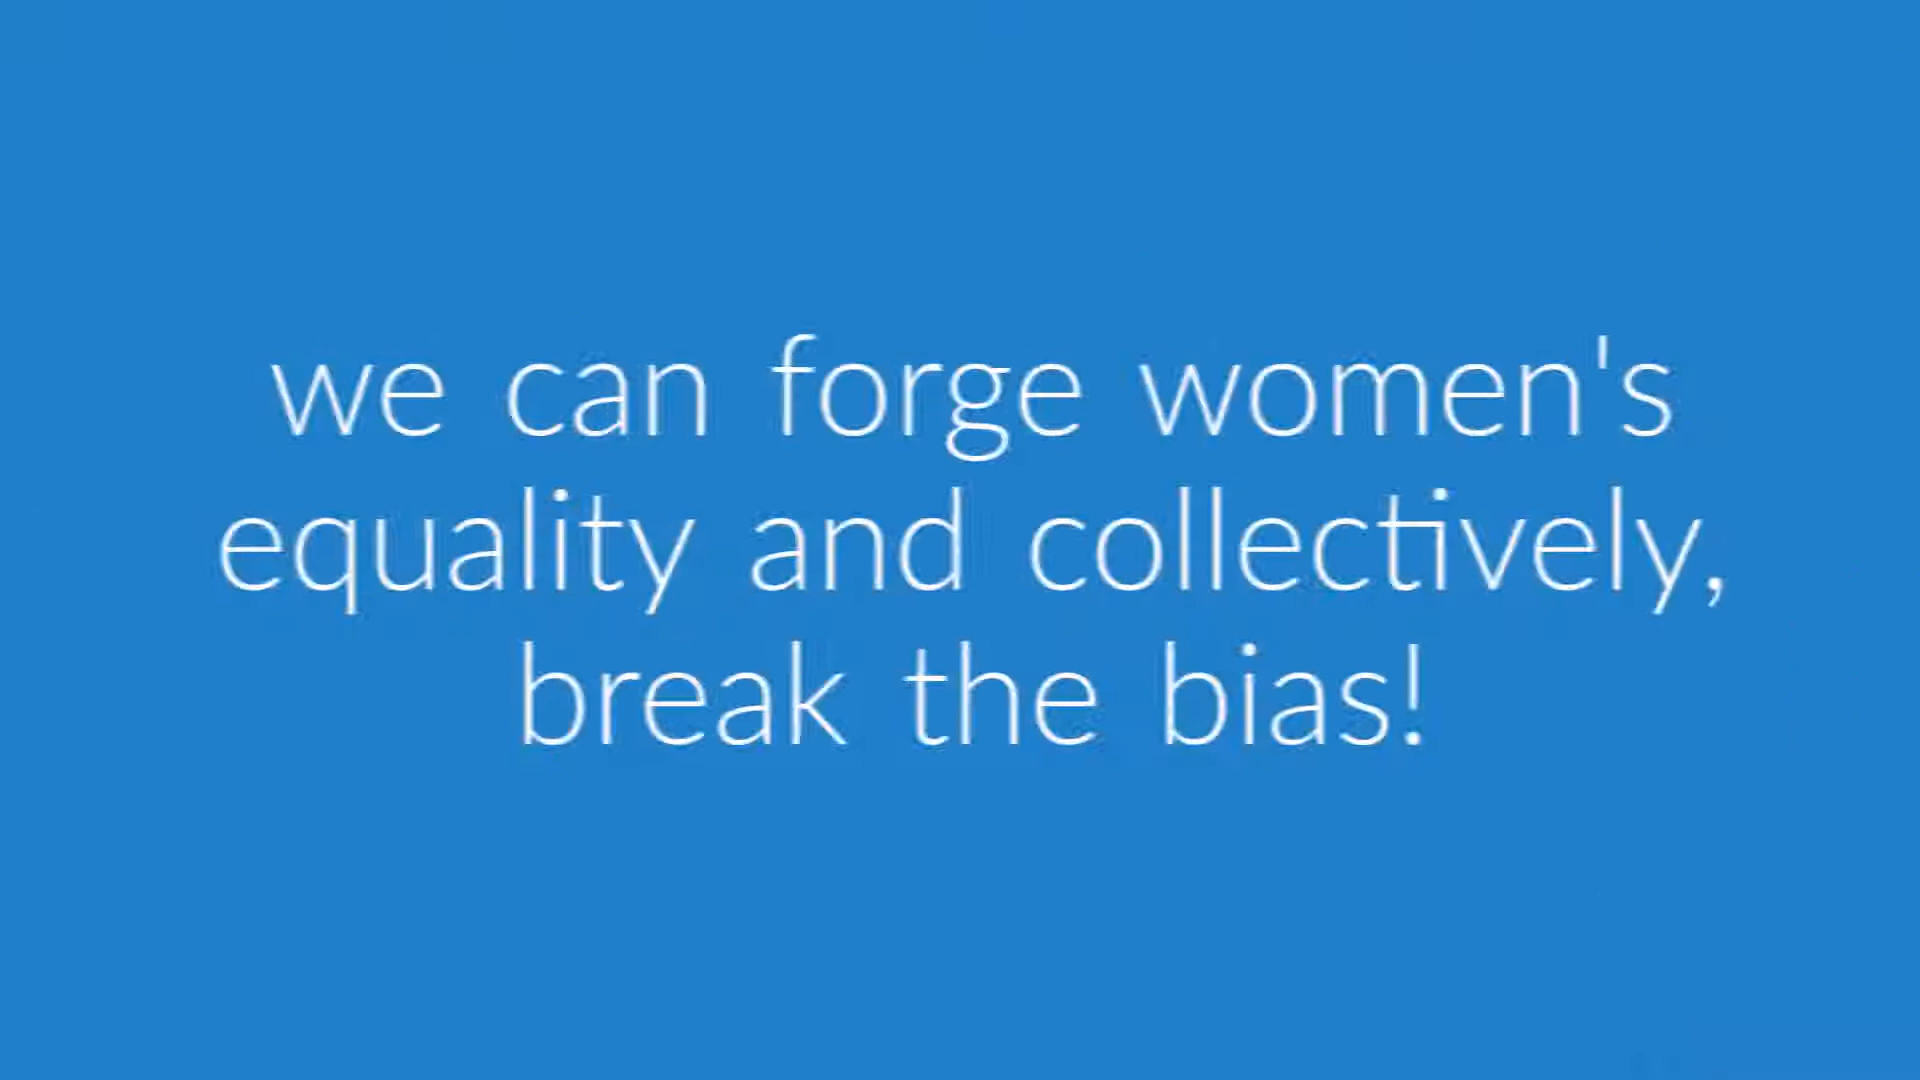 we can forge women's
equality and collectively,
break the bias!